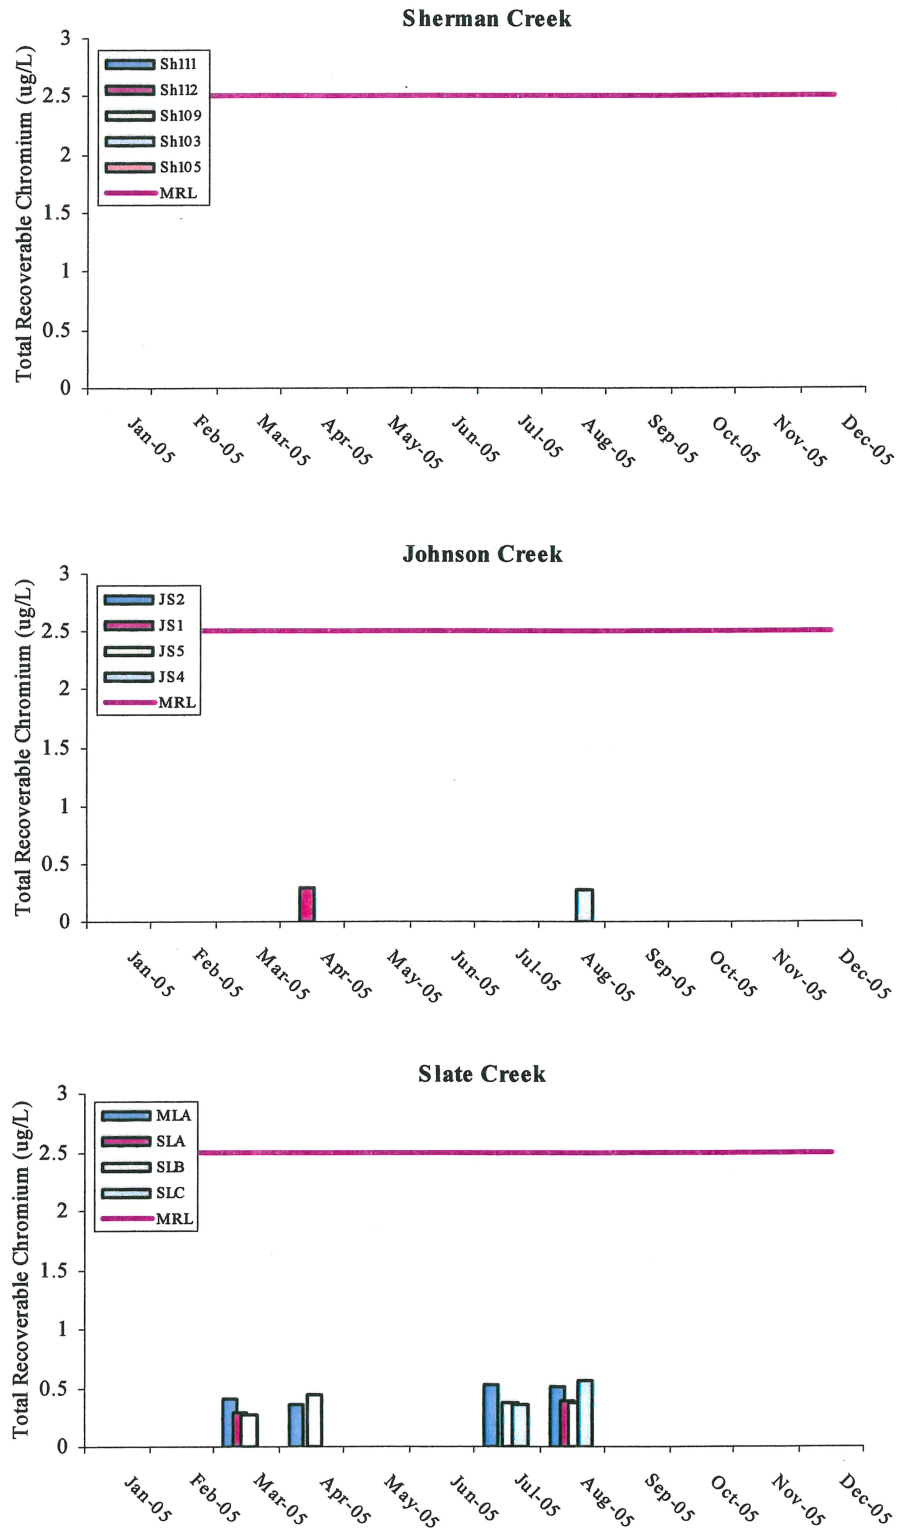 Sherman Creek
Total Recoverable Chromium (ug/L)
3
2.5
2
1.5
1
0.5
0
Sh111
Sh112
Sh109
Sh103
Sh105
MRL
Jan-05
Feb-05
Mar-05
Apr-05
May-05
Jun-05
Jul-05
Aug-05
Sep-05
Oct-05
Nov-05
Dec-05
Johnson Creek
Total Recoverable Chromium (ug/L)
3
2.5
2
1.5
1
0.5
0
JS2
JS1
JS5
JS4
MRL
Jan-05
Feb-05
Mar-05
Apr-05
May-05
Jun-05
Jul-05
Aug-05
Sep-05
Oct-05
Nov-05
Dec-05
Slate Creek
Total Recoverable Chromium (ug/L)
3
2.5
2
1.5
1
0.5
0
MLA
SLA
SLB
SLC
MRL
Jan-05
Feb-05
Mar-05
Apr-05
May-05
Jun-05
Jul-05
Aug-05
Sep-05
Oct-05
Nov-05
Dec-05